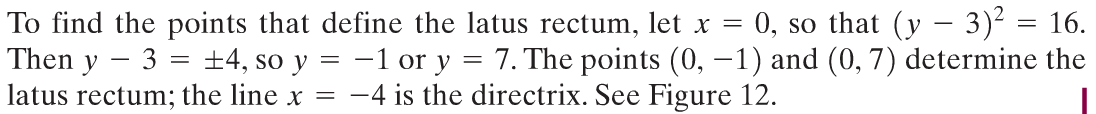 To find the points that define the latus rectum, let x = 0, so that (y − 3)² = 16.
Then y − 3 = ±4, so y = −1 or y = 7. The points (0, −1) and (0, 7) determine the
latus rectum; the line x = −4 is the directrix. See Figure 12.